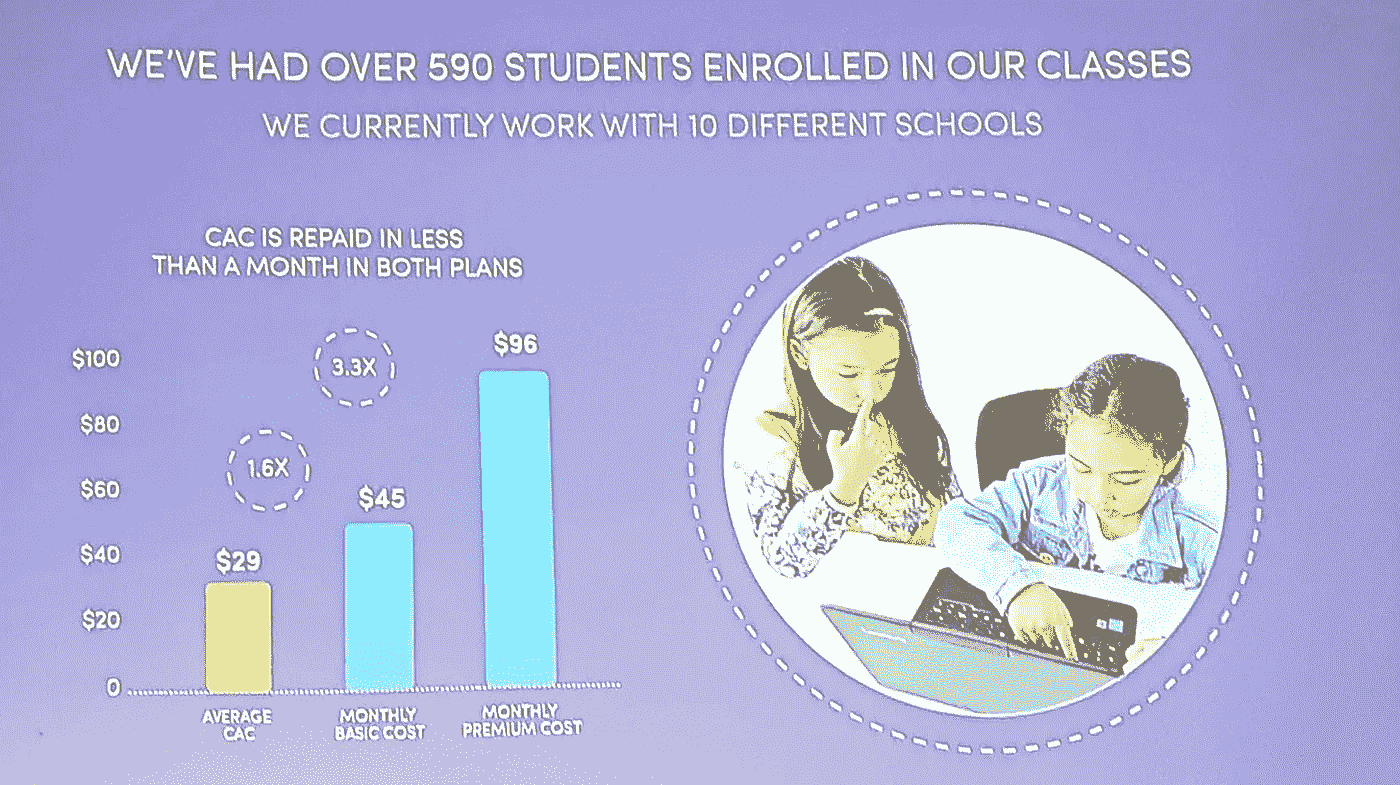 WE'VE HAD OVER 590 STUDENTS ENROLLED IN OUR CLASSES
WE CURRENTLY WORK WITH 10 DIFFERENT SCHOOLS
CAC IS REPAID IN LESS
THAN A MONTH IN BOTH PLANS
$100
$80
$60
$40
$20
0
1.6X
3.3X
$29
$45
$96
AVERAGE
CAC
MONTHLY
BASIC COST
MONTHLY
PREMIUM COST